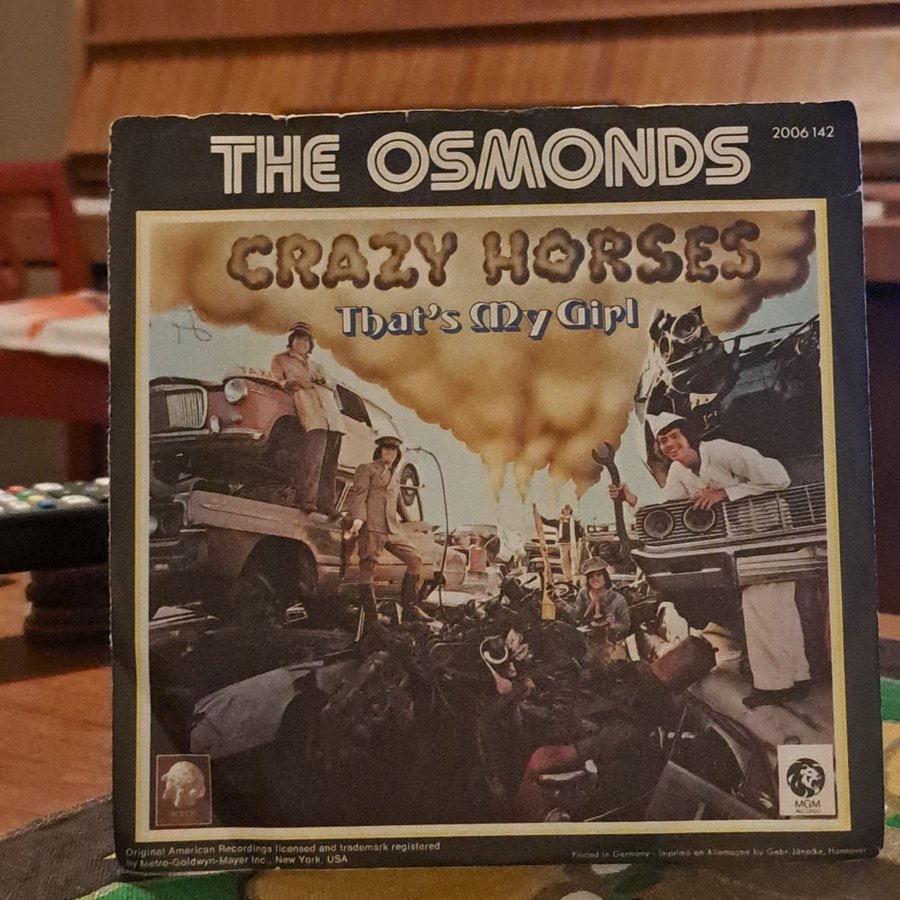 THE OSMONDS
2006 142
CRAZY HORSES
That's My Girl
MGM
RECORDS
Original American Recordings licensed and trademark registered
by Metro-Goldwyn-Mayer Inc., New York, USA
Printed in Germany · Imprimé en Allemagne by Gebr. Jänecke, Hannover